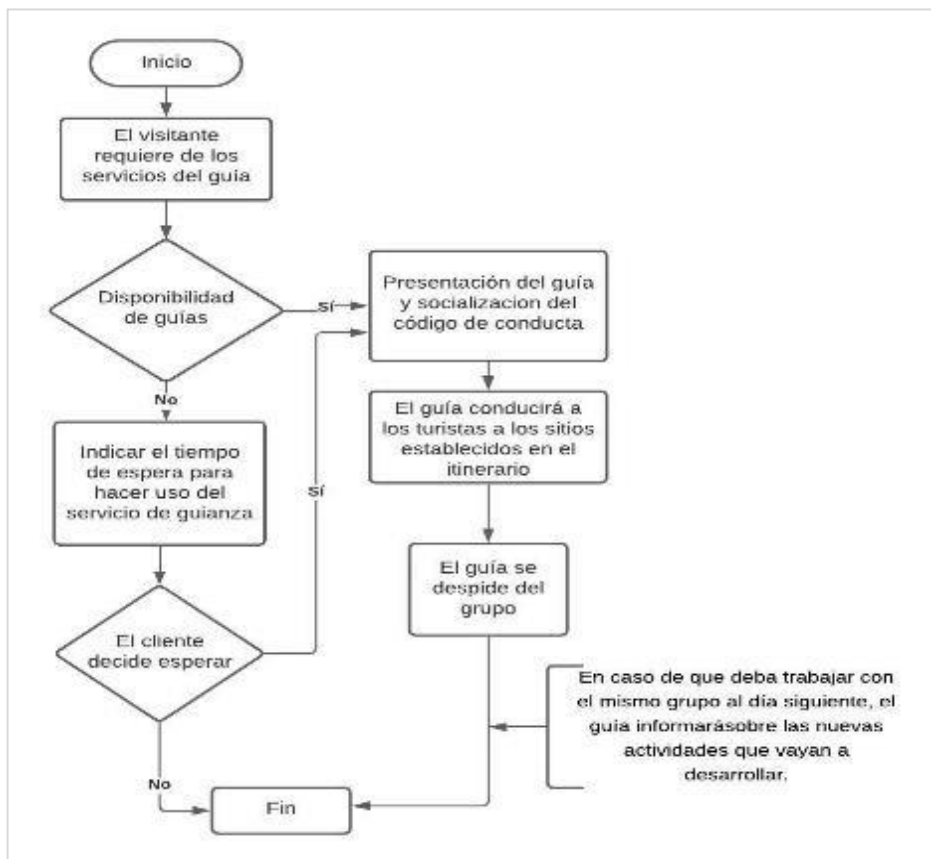 Inicio
El visitante
requiere de los
servicios del guía
Disponibilidad
de guías
Sí
No
Presentación del guía
y socializacion del
código de conducta
El guía conducirá a
los turistas a los sitios
establecidos en el
itinerario
Indicar el tiempo
de espera para
hacer uso del
servicio de guianza
Sí
El guía se
despide del
grupo
El cliente
decide esperar
En caso de que deba trabajar con
el mismo grupo al día siguiente, el
guía informarásobre las nuevas
actividades que vayan a
desarrollar.
No
Fin